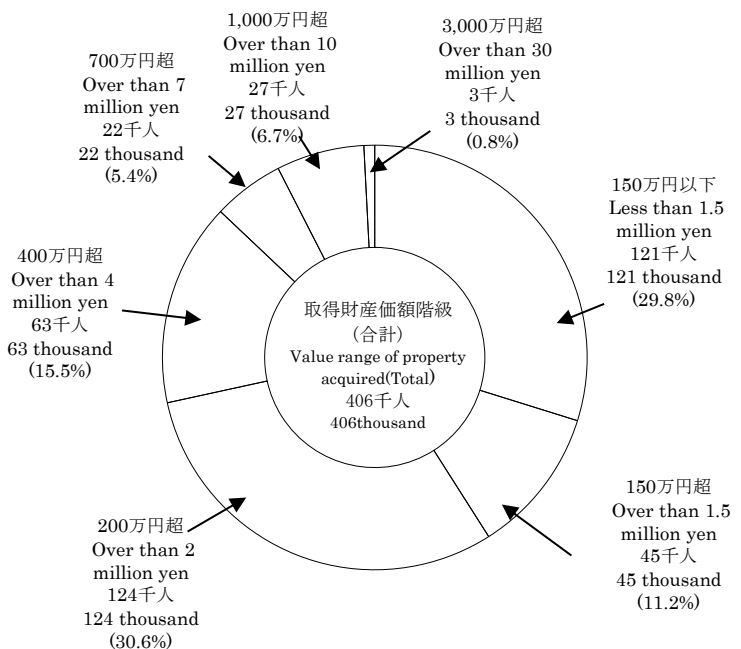 1,000万円超
Over than 10
million yen
27千人
27 thousand
(6.7%)
3,000万円超
Over than 30
million yen
3千人
3 thousand
(0.8%)
700万円超
Over than 7
million yen
22千人
22 thousand
(5.4%)
150万円以下
Less than 1.5
million yen
121千人
121 thousand
(29.8%)
400万円超
Over than 4
million yen
63千人
63 thousand
(15.5%)
取得財産価額階級
(合計)
Value range of property
acquired(Total)
406千人
406thousand
150万円超
Over than 1.5
million yen
45千人
45 thousand
(11.2%)
200万円超
Over than 2
million yen
124千人
124 thousand
(30.6%)